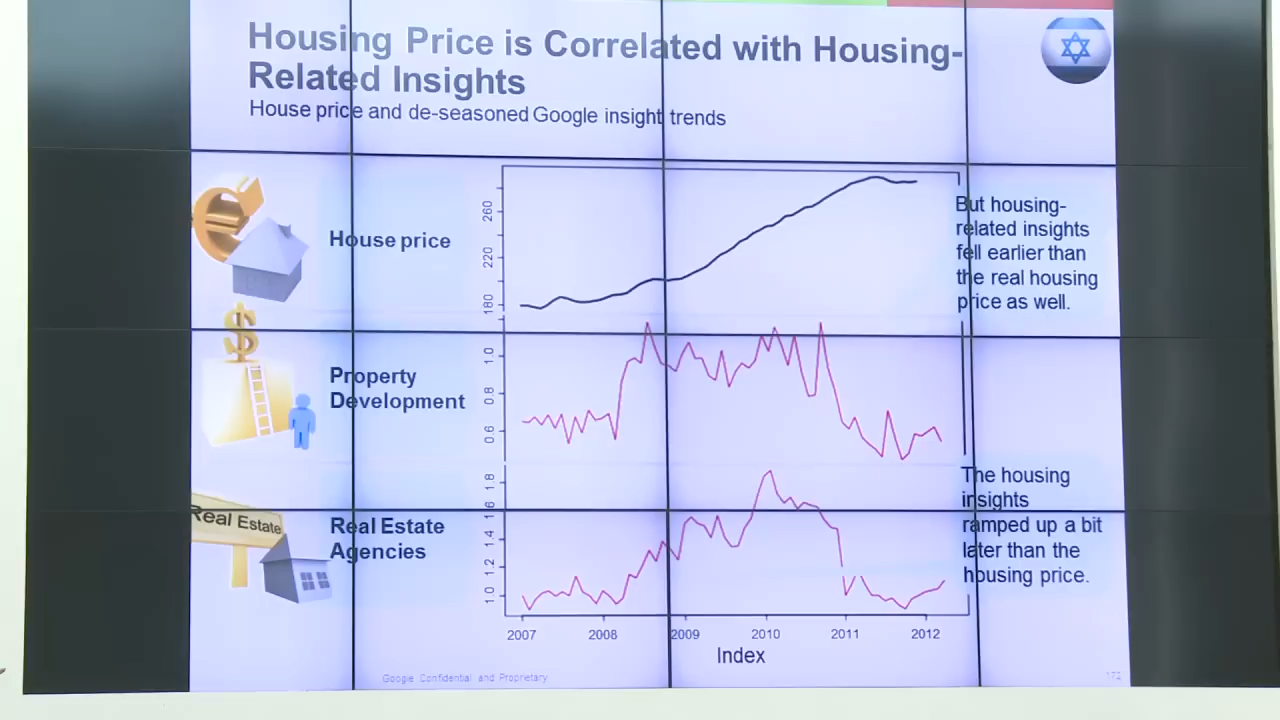 Housing Price is Correlated with Housing-
Related Insights
House price and de-seasoned Google insight trends
House price
180 220 260
But housing-
related insights
fell earlier than
the real housing
price as well.
Property
Development
0.6 0.8 1.0
Real Estate
Real Estate
Agencies
1.0 1.2 1.4 1.6 1.8
The housing
insights
ramped up a bit
later than the
housing price.
2007 2008 2009 2010 2011 2012
Index
Google Confidential and Proprietary
172